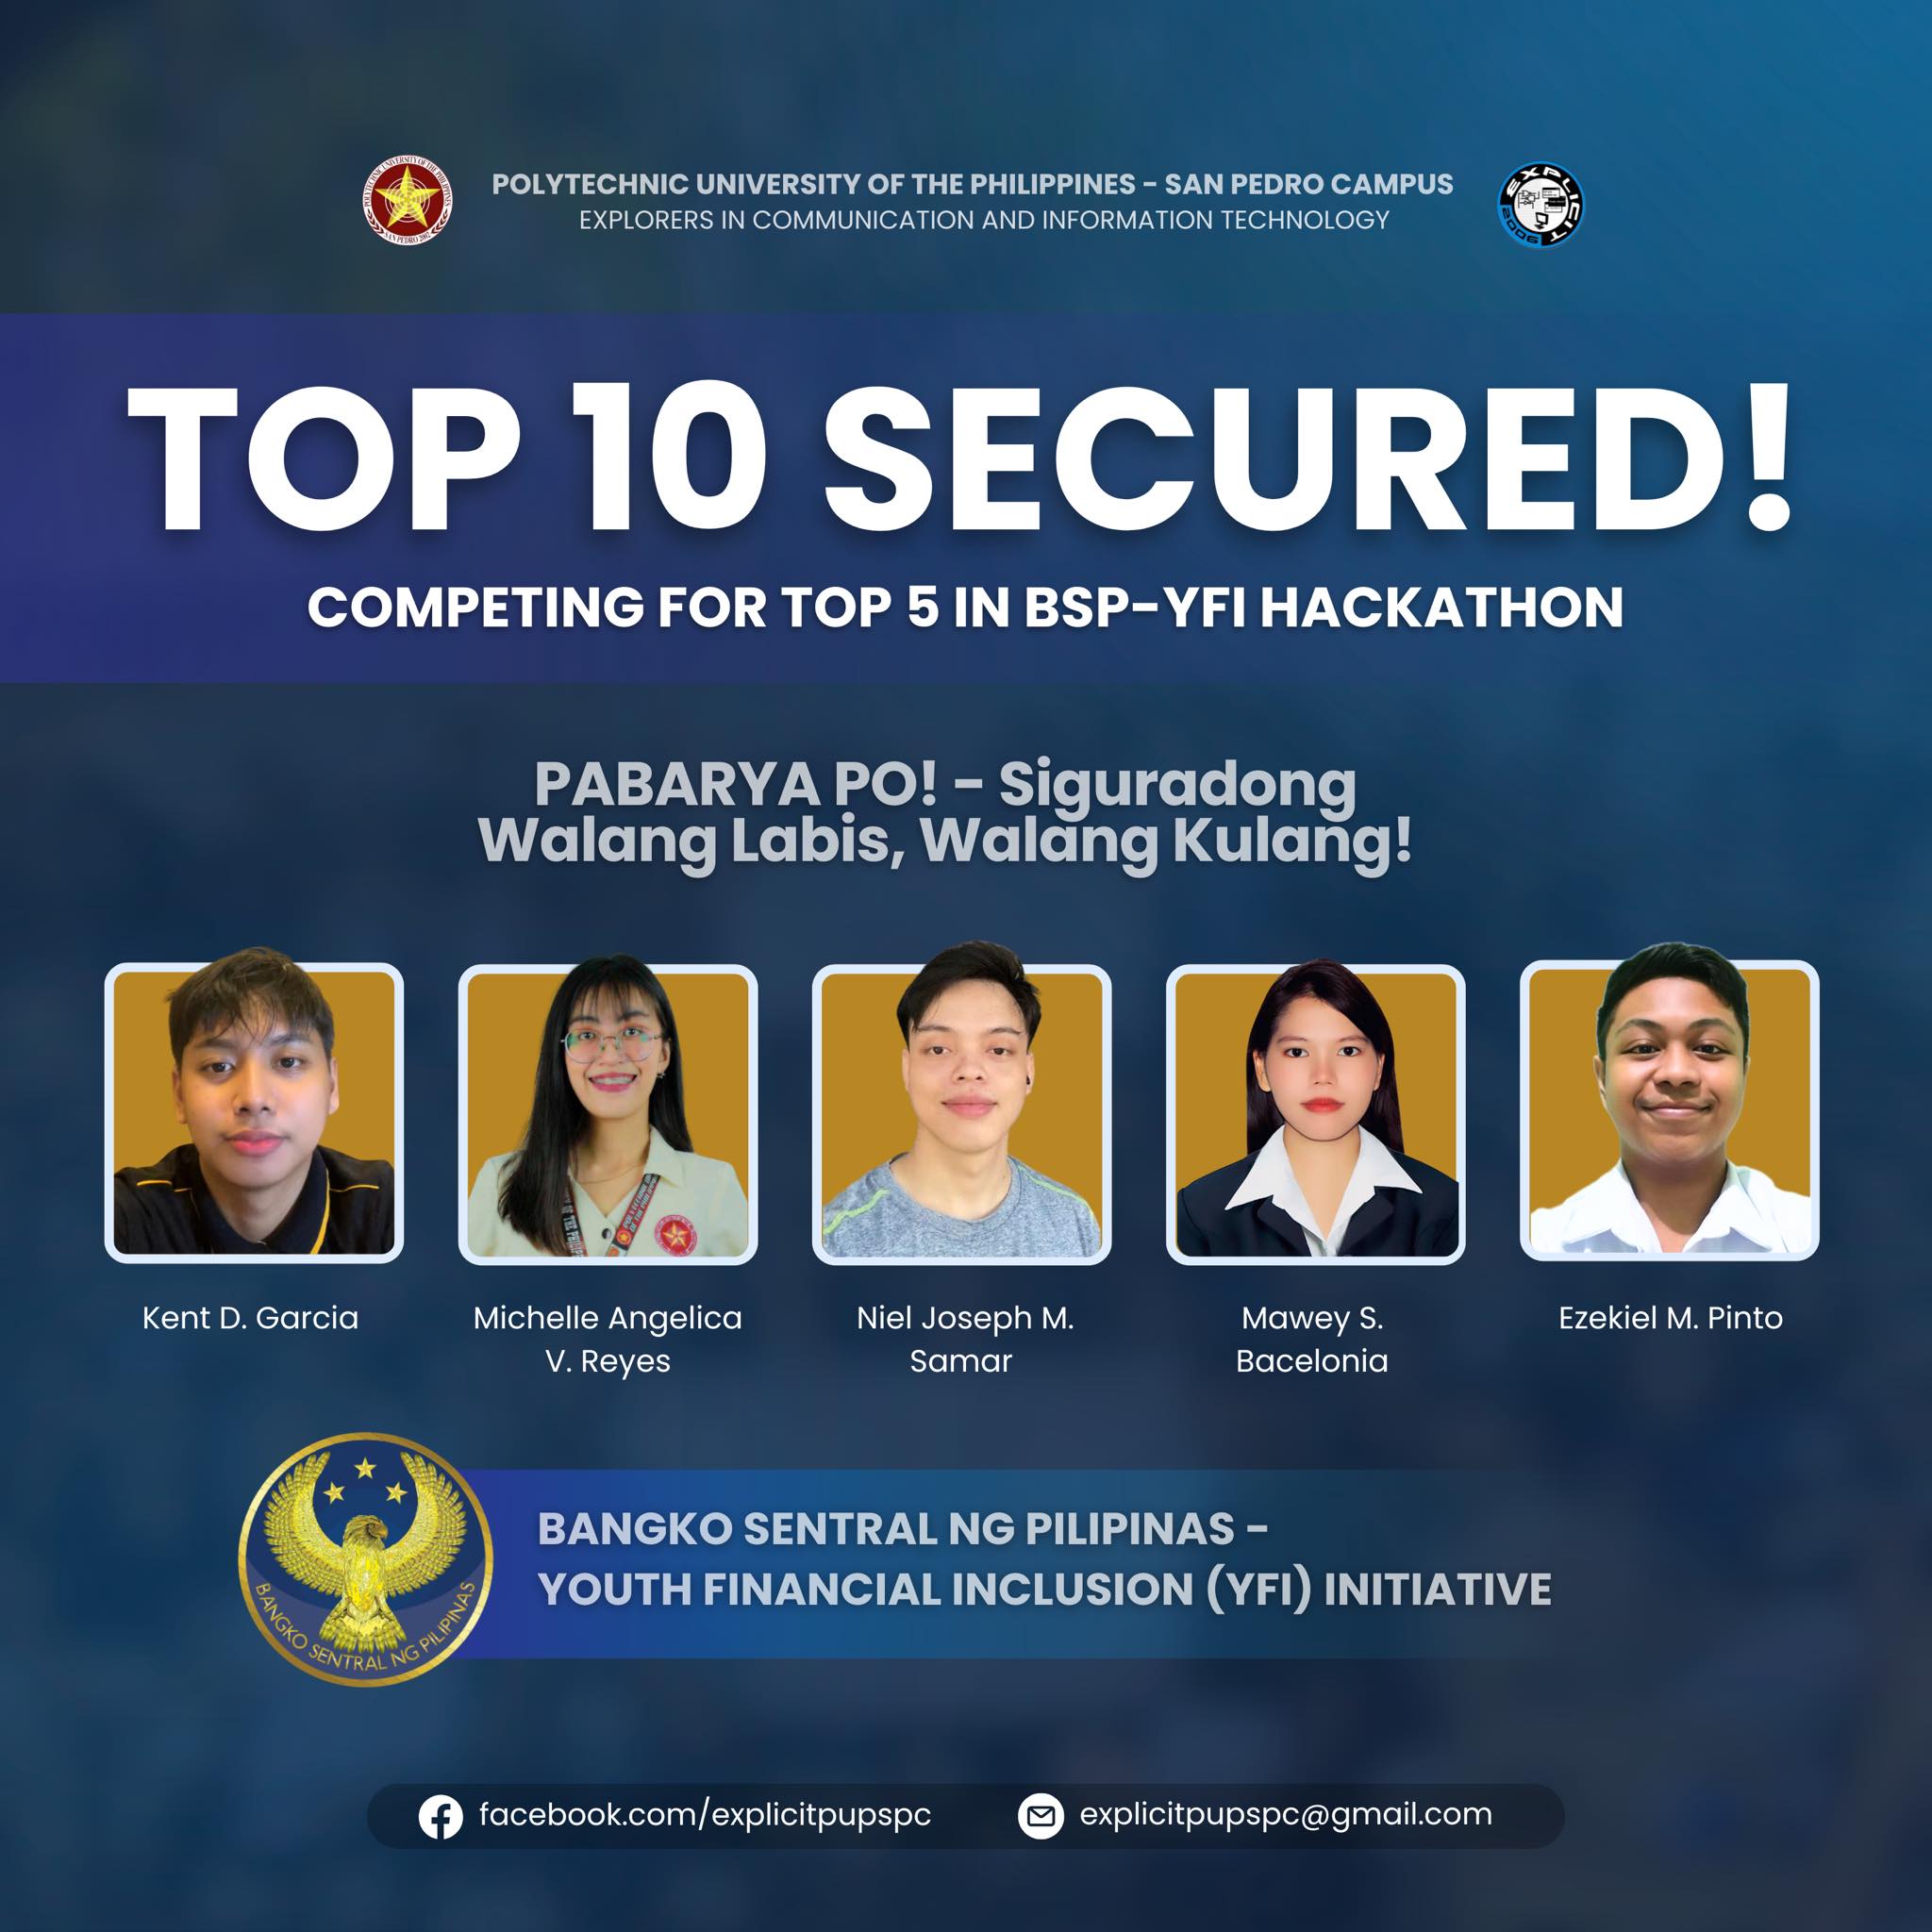 POLYTECHNIC UNIVERSITY OF THE PHILIPPINES - SAN PEDRO CAMPUS
EXPLORERS IN COMMUNICATION AND INFORMATION TECHNOLOGY
EXPLICIT
2006
TOP 10 SECURED!
COMPETING FOR TOP 5 IN BSP-YFI HACKATHON
PABARYA PO! - Siguradong
Walang Labis, Walang Kulang!
Kent D. Garcia
Michelle Angelica
V. Reyes
Niel Joseph M.
Samar
Mawey S.
Bacelonia
Ezekiel M. Pinto
BANGKO SENTRAL NG PILIPINAS
BANGKO SENTRAL NG PILIPINAS -
YOUTH FINANCIAL INCLUSION (YFI) INITIATIVE
facebook.com/explicitpupspc
explicitpupspc@gmail.com